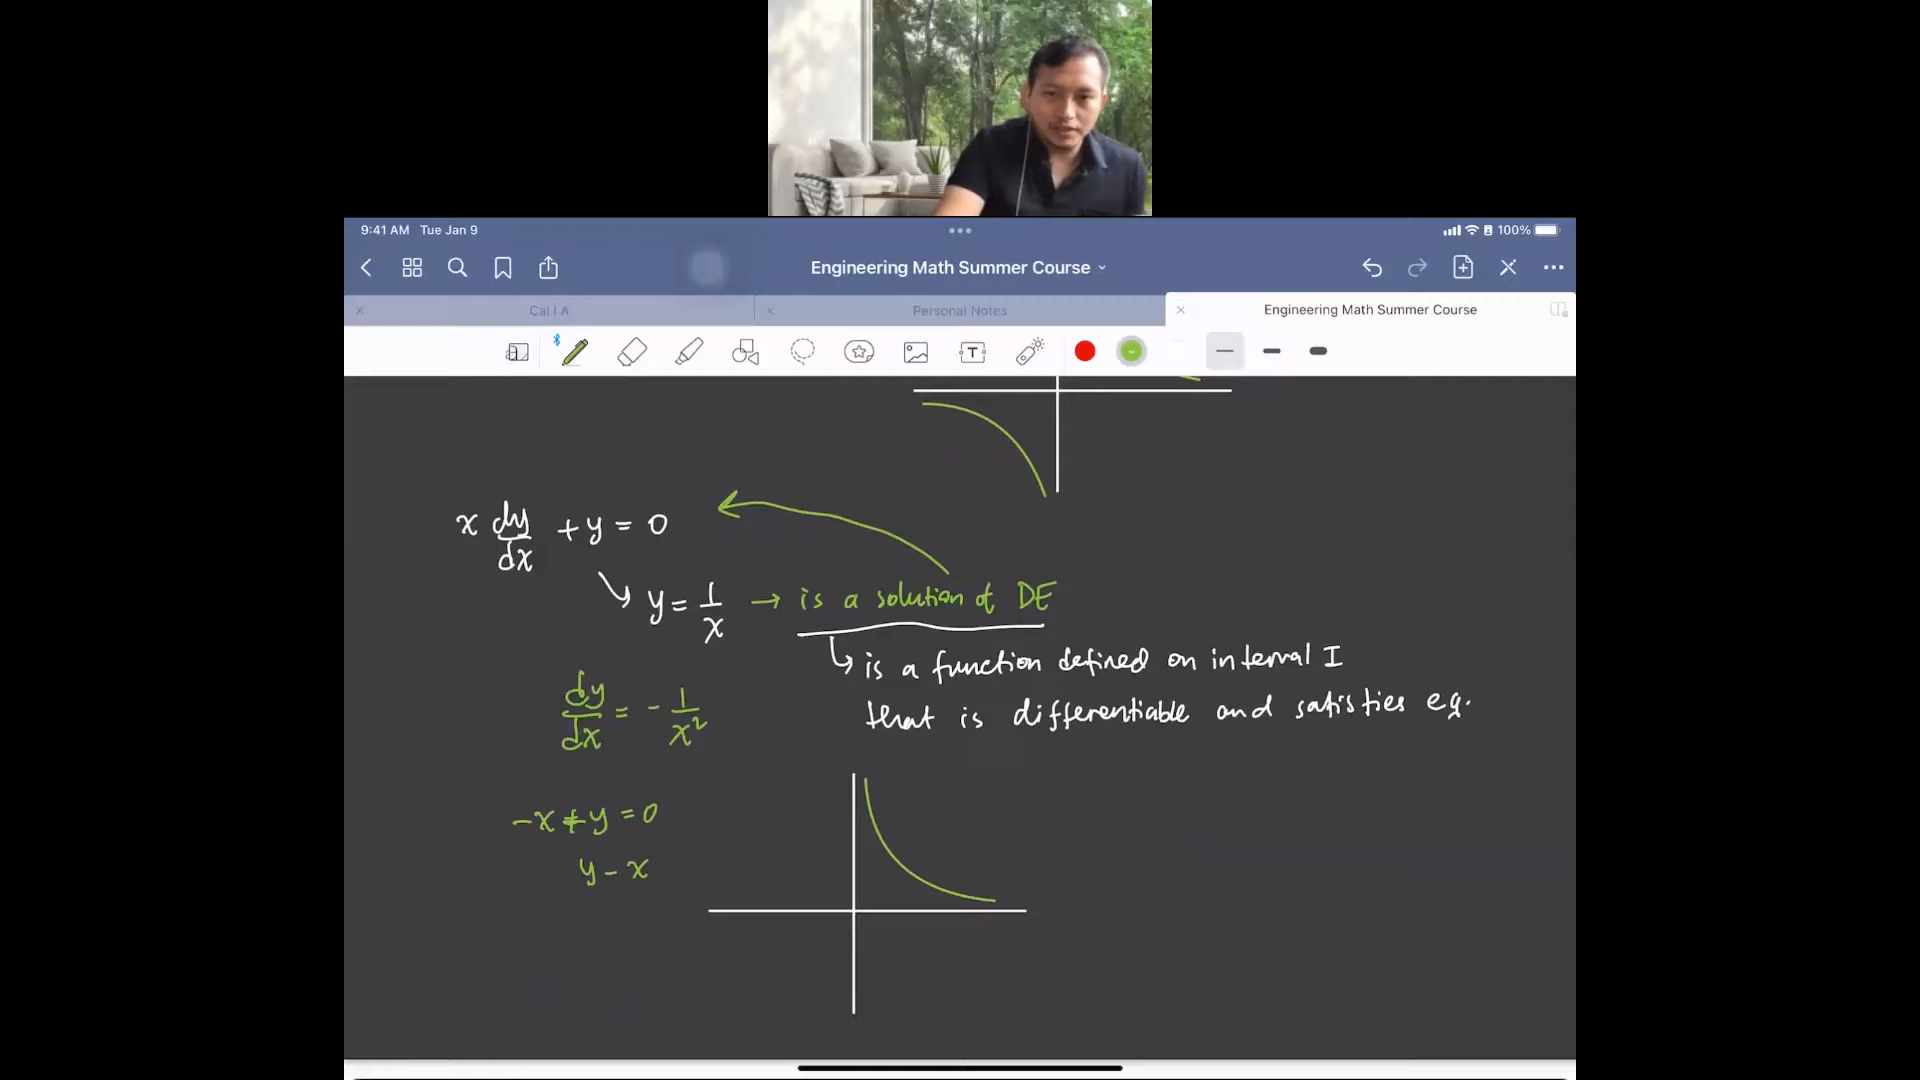 9:41 AM Tue Jan 9
100%
Engineering Math Summer Course
Cal I A
Personal Notes
Engineering Math Summer Course
T
x dy/dx + y = 0
y = 1/x → is a solution of DE
↳ is a function defined on interval I
that is differentiable and satisfies eq.
dy/dx = - 1/x²
-x + y = 0
y - x